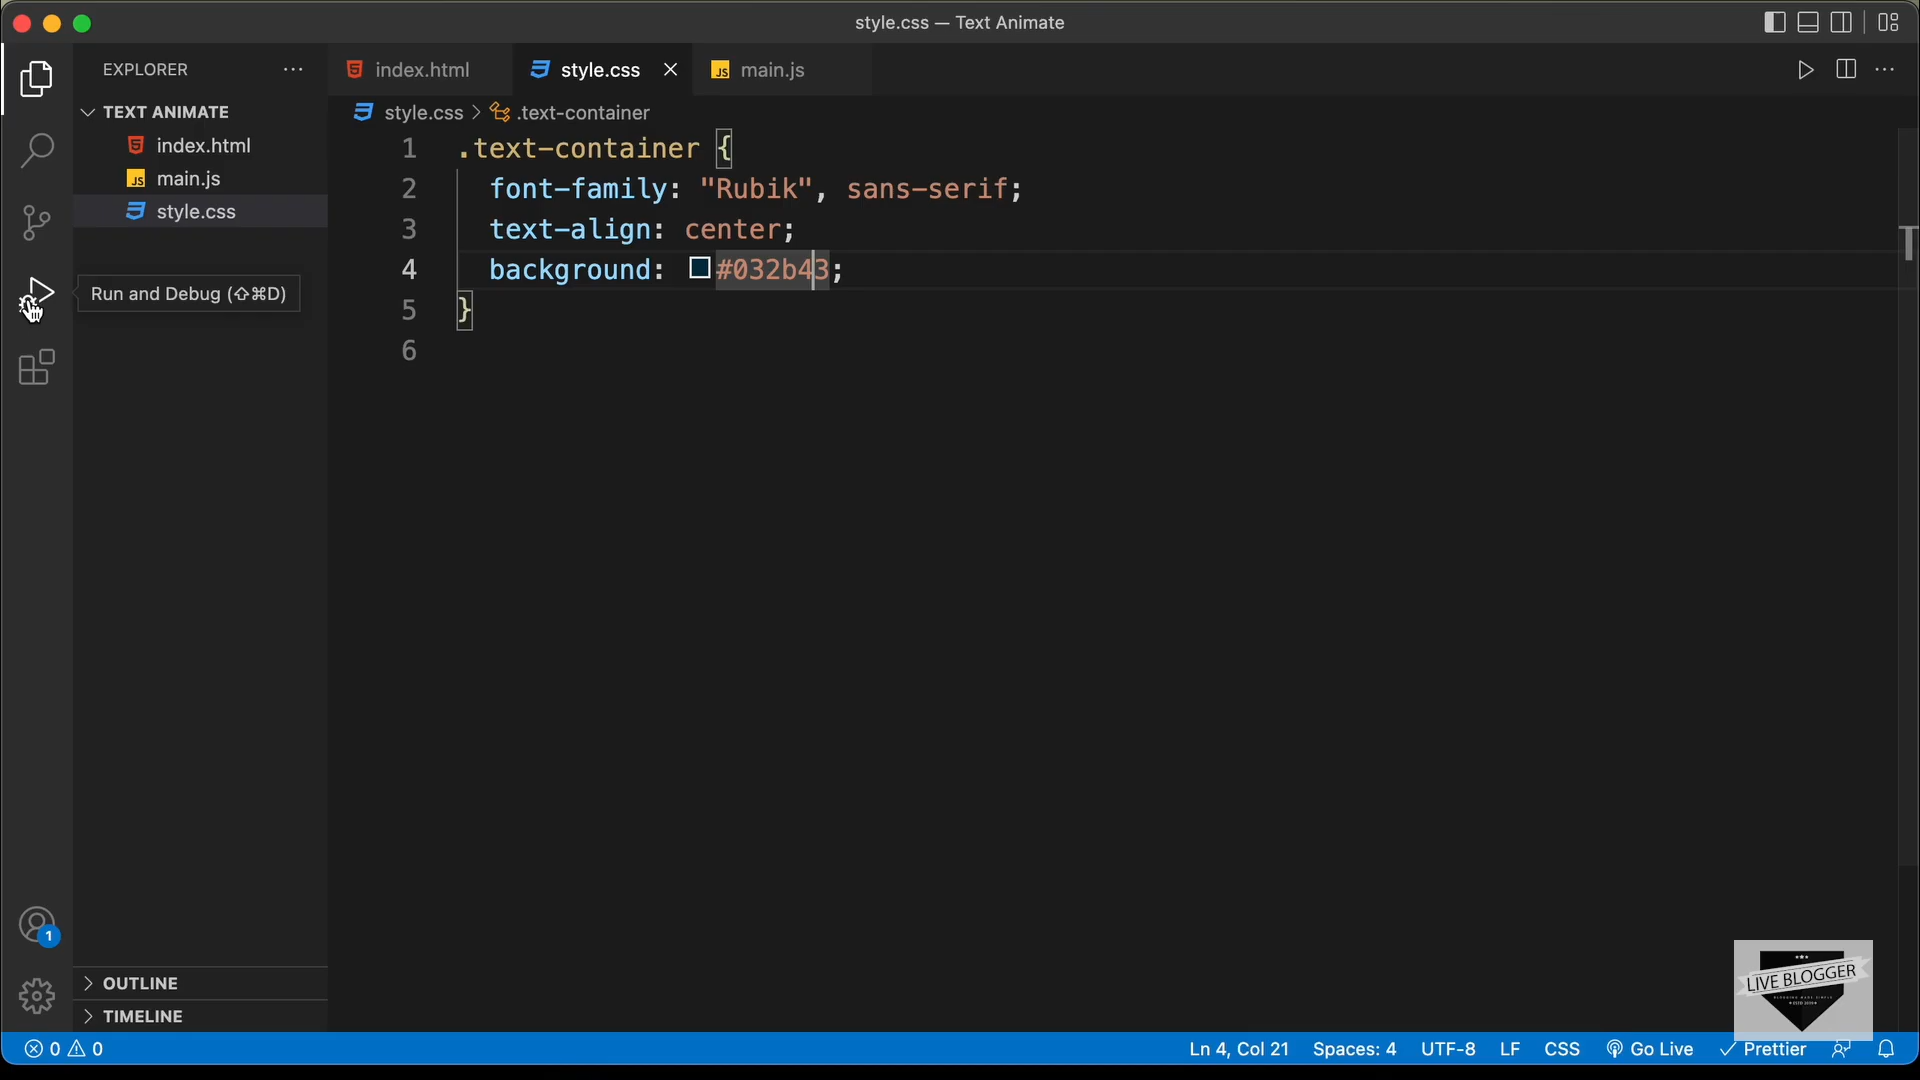 style.css — Text Animate
EXPLORER
index.html
style.css
main.js
TEXT ANIMATE
index.html
main.js
style.css
style.css > .text-container
1 .text-container {
2 font-family: "Rubik", sans-serif;
3 text-align: center;
4 background: #032b43;
5 }
6
Run and Debug (⇧⌘D)
1
OUTLINE
TIMELINE
LIVE BLOGGER
0 0
Ln 4, Col 21 Spaces: 4 UTF-8 LF CSS Go Live Prettier